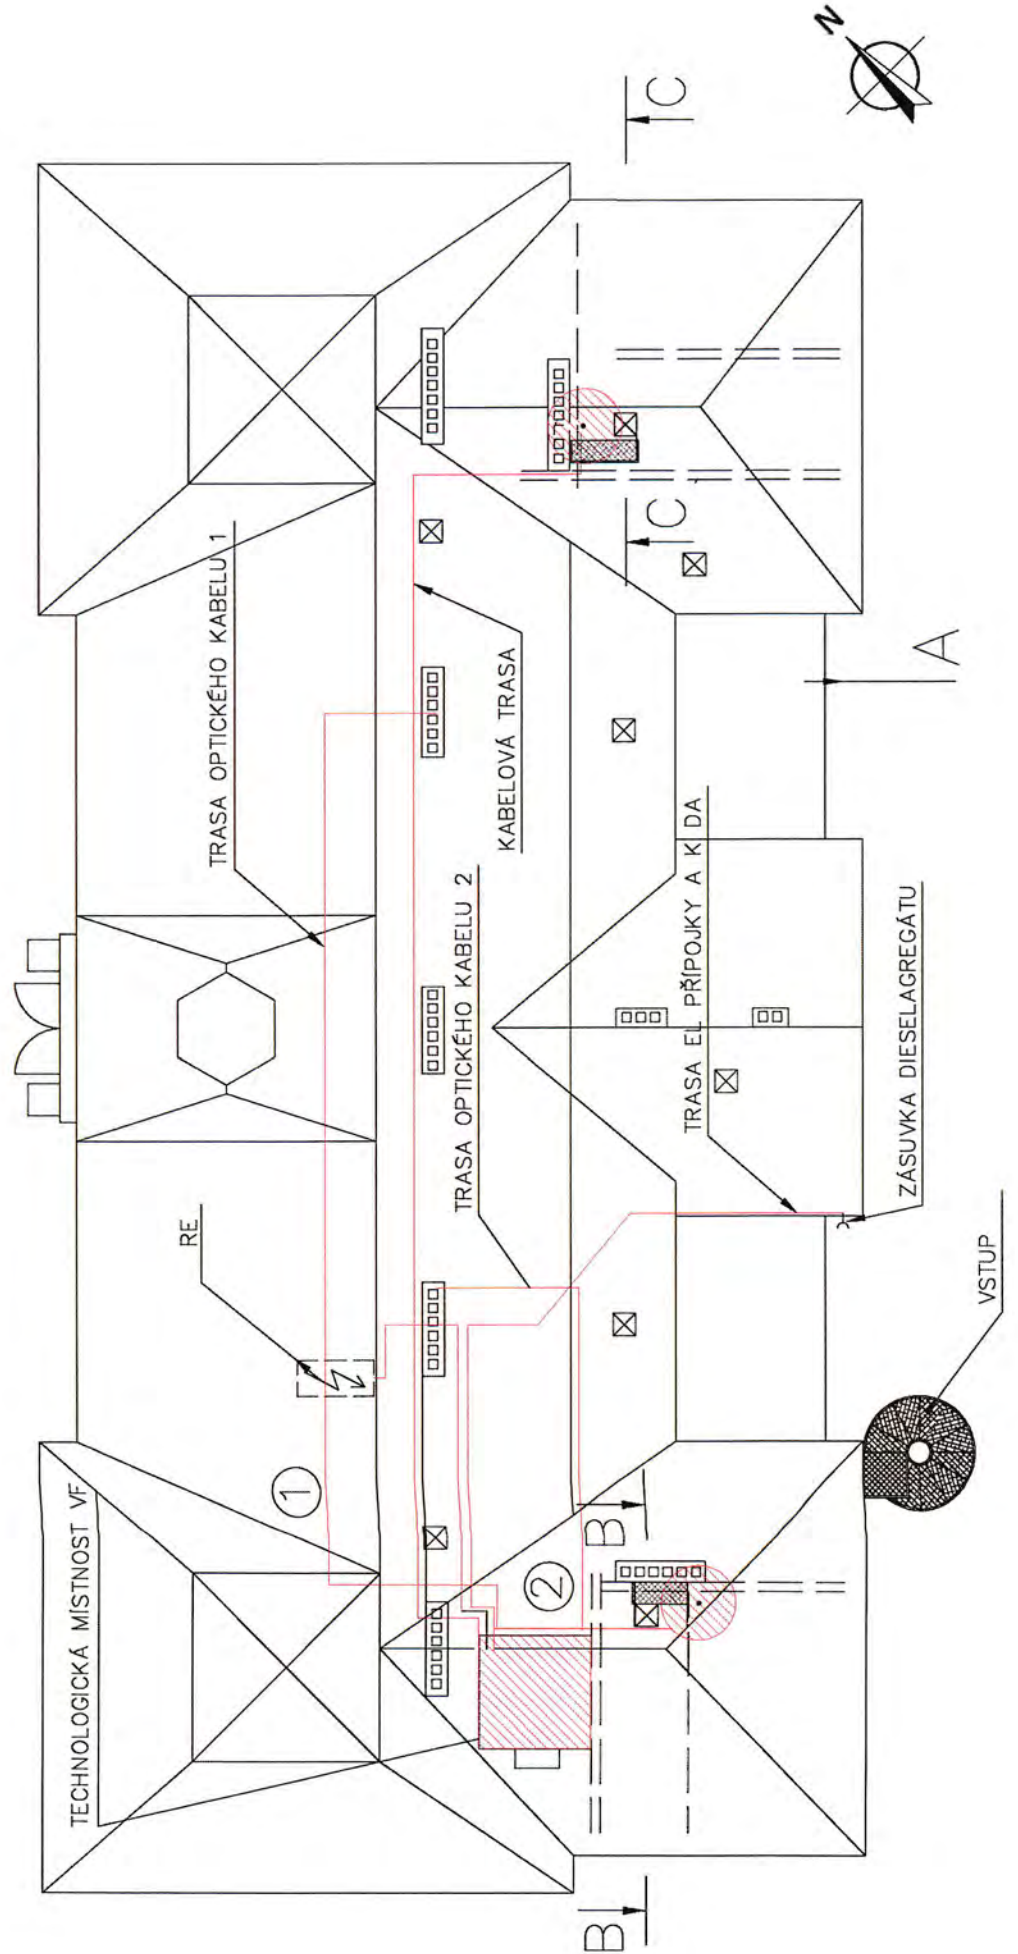 TECHNOLOGICKÁ MÍSTNOST VF
RE
TRASA OPTICKÉHO KABELU 1
N
1
C
TRASA OPTICKÉHO KABELU 2
KABELOVÁ TRASA
C
2
B
B
TRASA EL PŘÍPOJKY A K DA
A
VSTUP
ZÁSUVKA DIESELAGREGÁTU